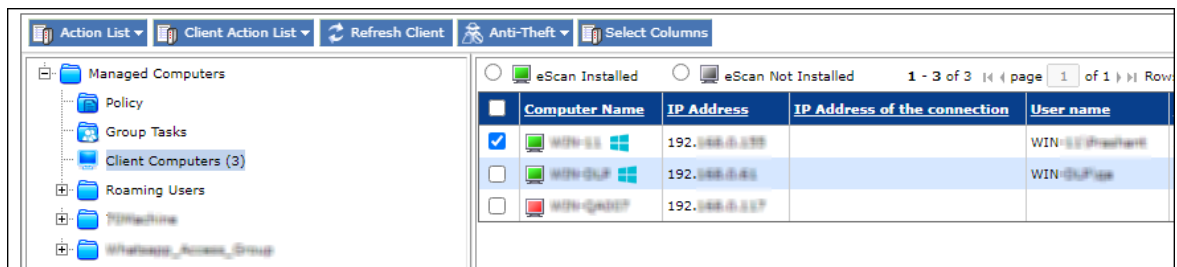 Action List Client Action List Refresh Client Anti-Theft Select Columns
Managed Computers
Policy
Group Tasks
Client Computers (3)
Roaming Users
eScan Installed eScan Not Installed 1 - 3 of 3 page 1 of 1 Row
Computer Name IP Address IP Address of the connection User name
192. WIN-
192. WIN-
192.